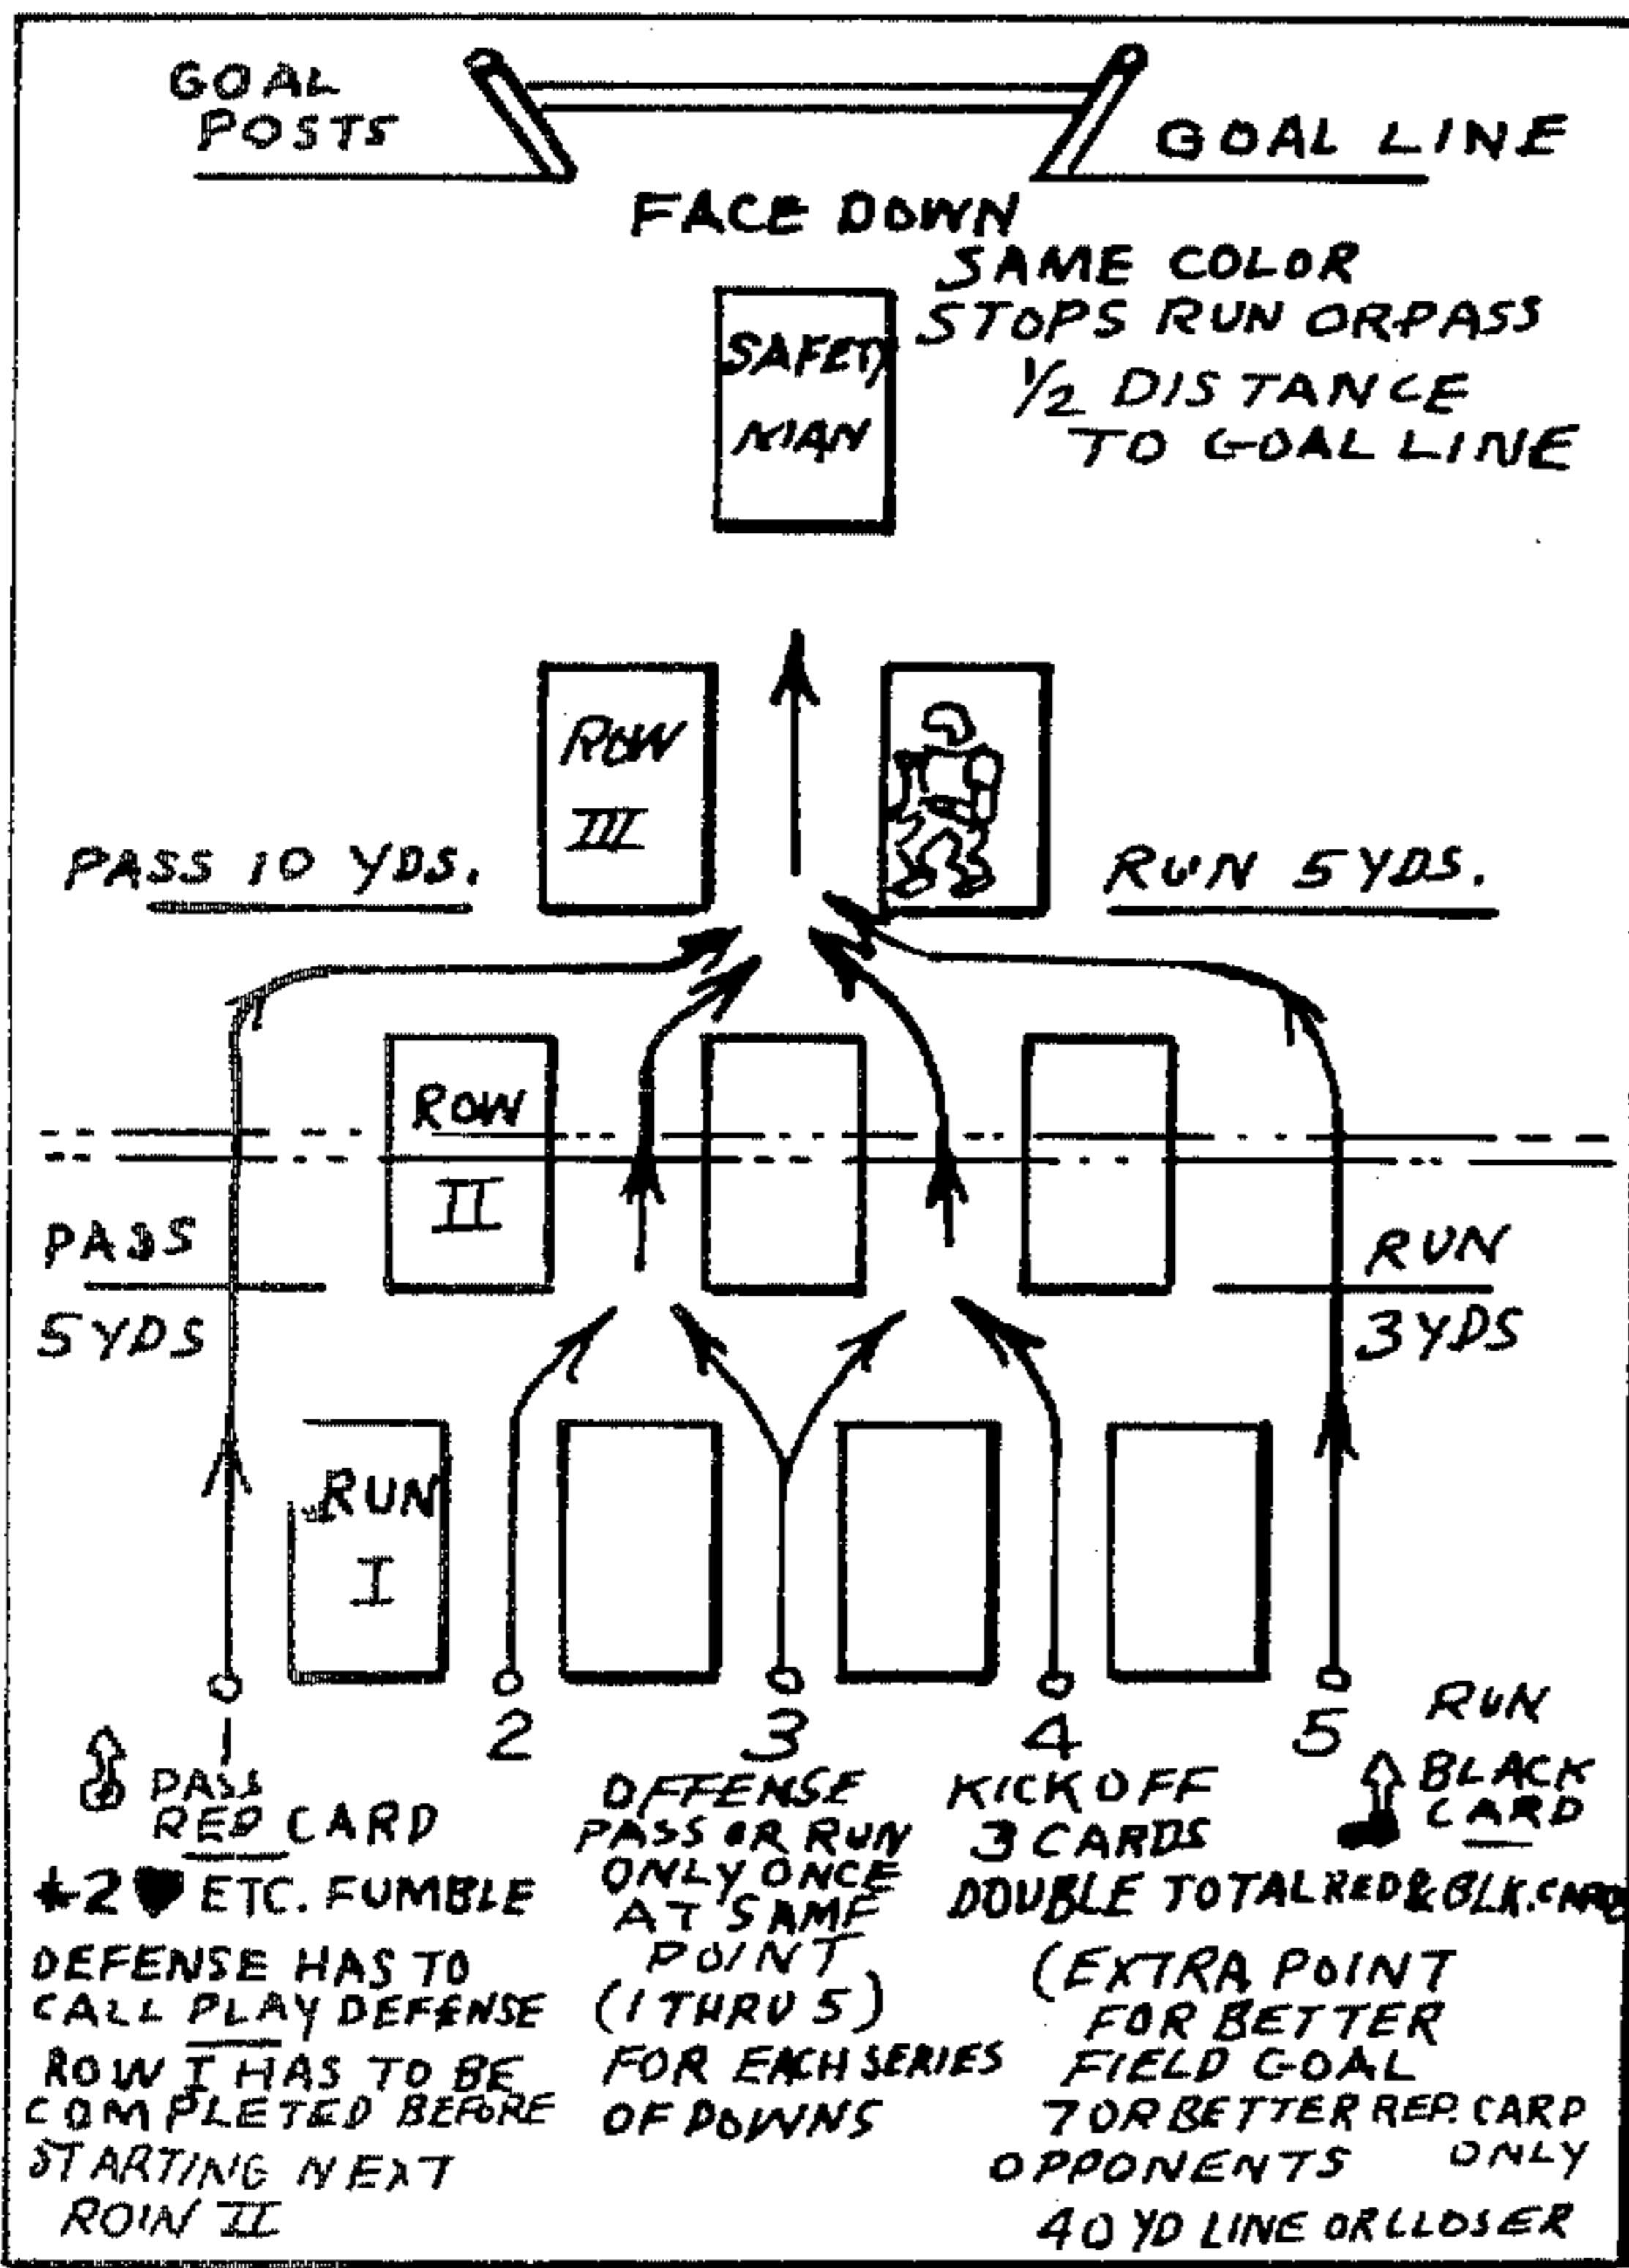 GOAL
POSTS
GOAL LINE
FACE DOWN
SAME COLOR
STOPS RUN OR PASS
1/2 DISTANCE
TO GOAL LINE
SAFETY
MAN
ROW
III
PASS 10 YDS.
RUN 5 YDS.
ROW
II
PASS
5 YDS
RUN
3 YDS
RUN
I
1
2
3
4
5
PASS
RED CARD
2 ♥ ETC. FUMBLE
DEFENSE HAS TO
CALL PLAY DEFENSE
ROW I HAS TO BE
COMPLETED BEFORE
STARTING NEXT
ROW II
OFFENSE
PASS OR RUN
ONLY ONCE
AT SAME
POINT
(1 THRU 5)
FOR EACH SERIES
OF DOWNS
KICK OFF
3 CARDS
DOUBLE TOTAL RED & BLK. CARDS
RUN
BLACK
CARD
(EXTRA POINT
FOR BETTER
FIELD GOAL
7 OR BETTER RED. CARD
ONLY
OPPONENTS
40 YD LINE OR CLOSER